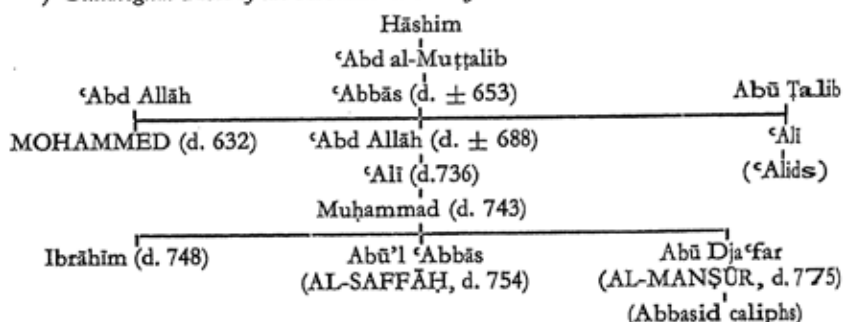 Hāshim
ʿAbd al-Muṭṭalib
ʿAbd Allāh ʿAbbās (d. ± 653) Abū Ṭalib
MOHAMMED (d. 632) ʿAbd Allāh (d. ± 688) ʿAlī
ʿAlī (d.736) (ʿAlids)
Muḥammad (d. 743)
Ibrāhīm (d. 748) Abū’l ʿAbbās Abū Djaʿfar
(AL-SAFFĀḤ, d. 754) (AL-MANṢŪR, d.775)
(Abbasid caliphs)